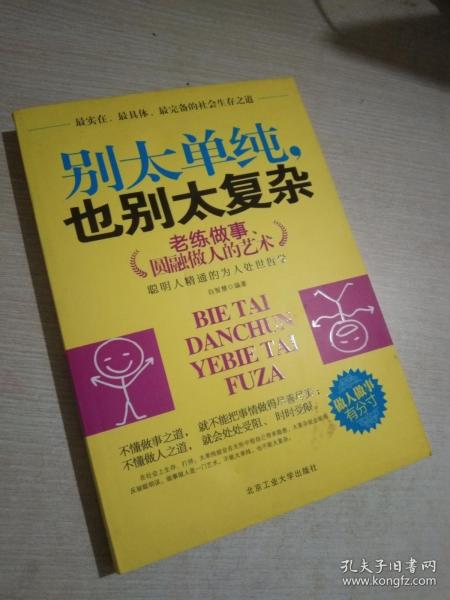 最实在、最具体、最完备的社会生存之道
别太单纯，
也别太复杂
老练做事、
圆融做人的艺术
聪明人精通的为人处世哲学
白智慧◎编著
BIE TAI
DANCHUN
YEBIE TAI
FUZA
做人做事
有分寸
不懂做事之道，就不能把事情做得尽善尽美；
不懂做人之道，就会处处受阻、时时受限。
北京工业大学出版社
孔夫子旧书网
www.kongfz.com